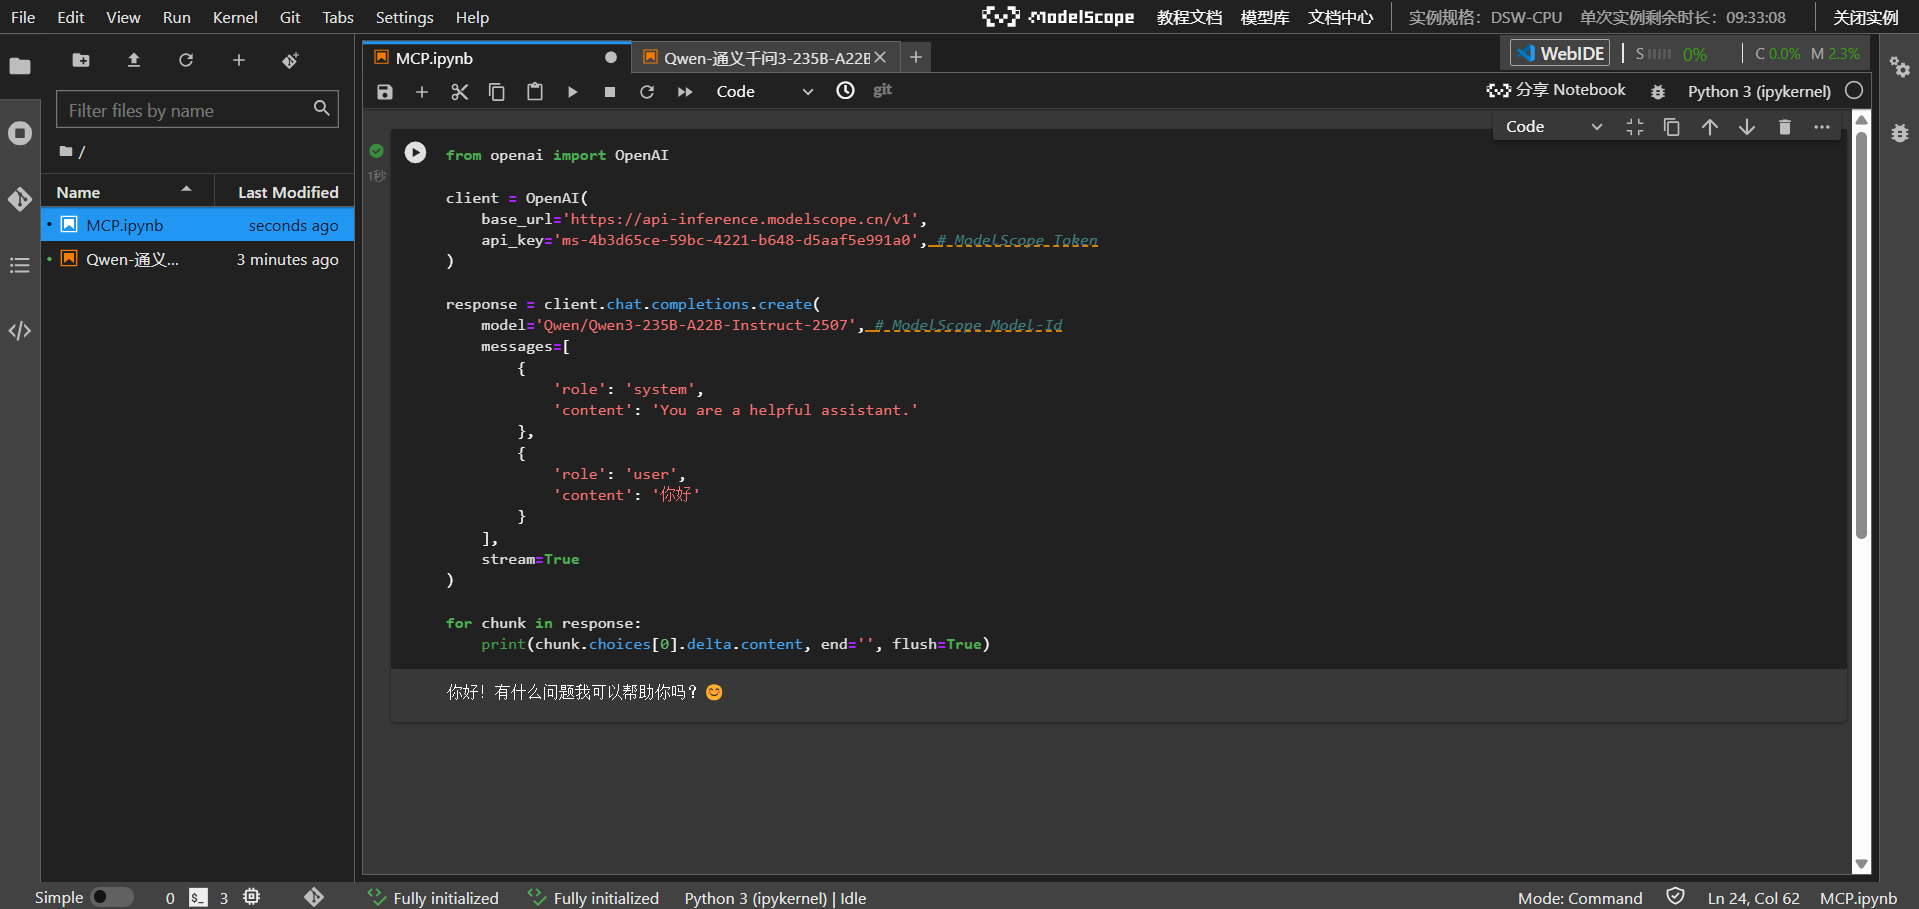 File Edit View Run Kernel Git Tabs Settings Help
ModelScope 教程文档 模型库 文档中心 实例规格：DSW-CPU 单次实例剩余时长：09:33:08 关闭实例
MCP.ipynb
Qwen-通义千问3-235B-A22B
WebIDE S 0% C 0.0% M 2.3%
Code git
分享 Notebook Python 3 (ipykernel)
Filter files by name
/
Name Last Modified
MCP.ipynb seconds ago
Qwen-通义... 3 minutes ago
Code
1秒
from openai import OpenAI
client = OpenAI(
base_url='https://api-inference.modelscope.cn/v1',
api_key='ms-4b3d65ce-59bc-4221-b648-d5aaf5e991a0', # ModelScope Token
)
response = client.chat.completions.create(
model='Qwen/Qwen3-235B-A22B-Instruct-2507', # ModelScope Model-Id
messages=[
{
'role': 'system',
'content': 'You are a helpful assistant.'
},
{
'role': 'user',
'content': '你好'
}
],
stream=True
)
for chunk in response:
print(chunk.choices[0].delta.content, end='', flush=True)
你好！有什么问题我可以帮助你吗？😊
Simple 0 $_ 3 Fully initialized Fully initialized Python 3 (ipykernel) | Idle Mode: Command Ln 24, Col 62 MCP.ipynb